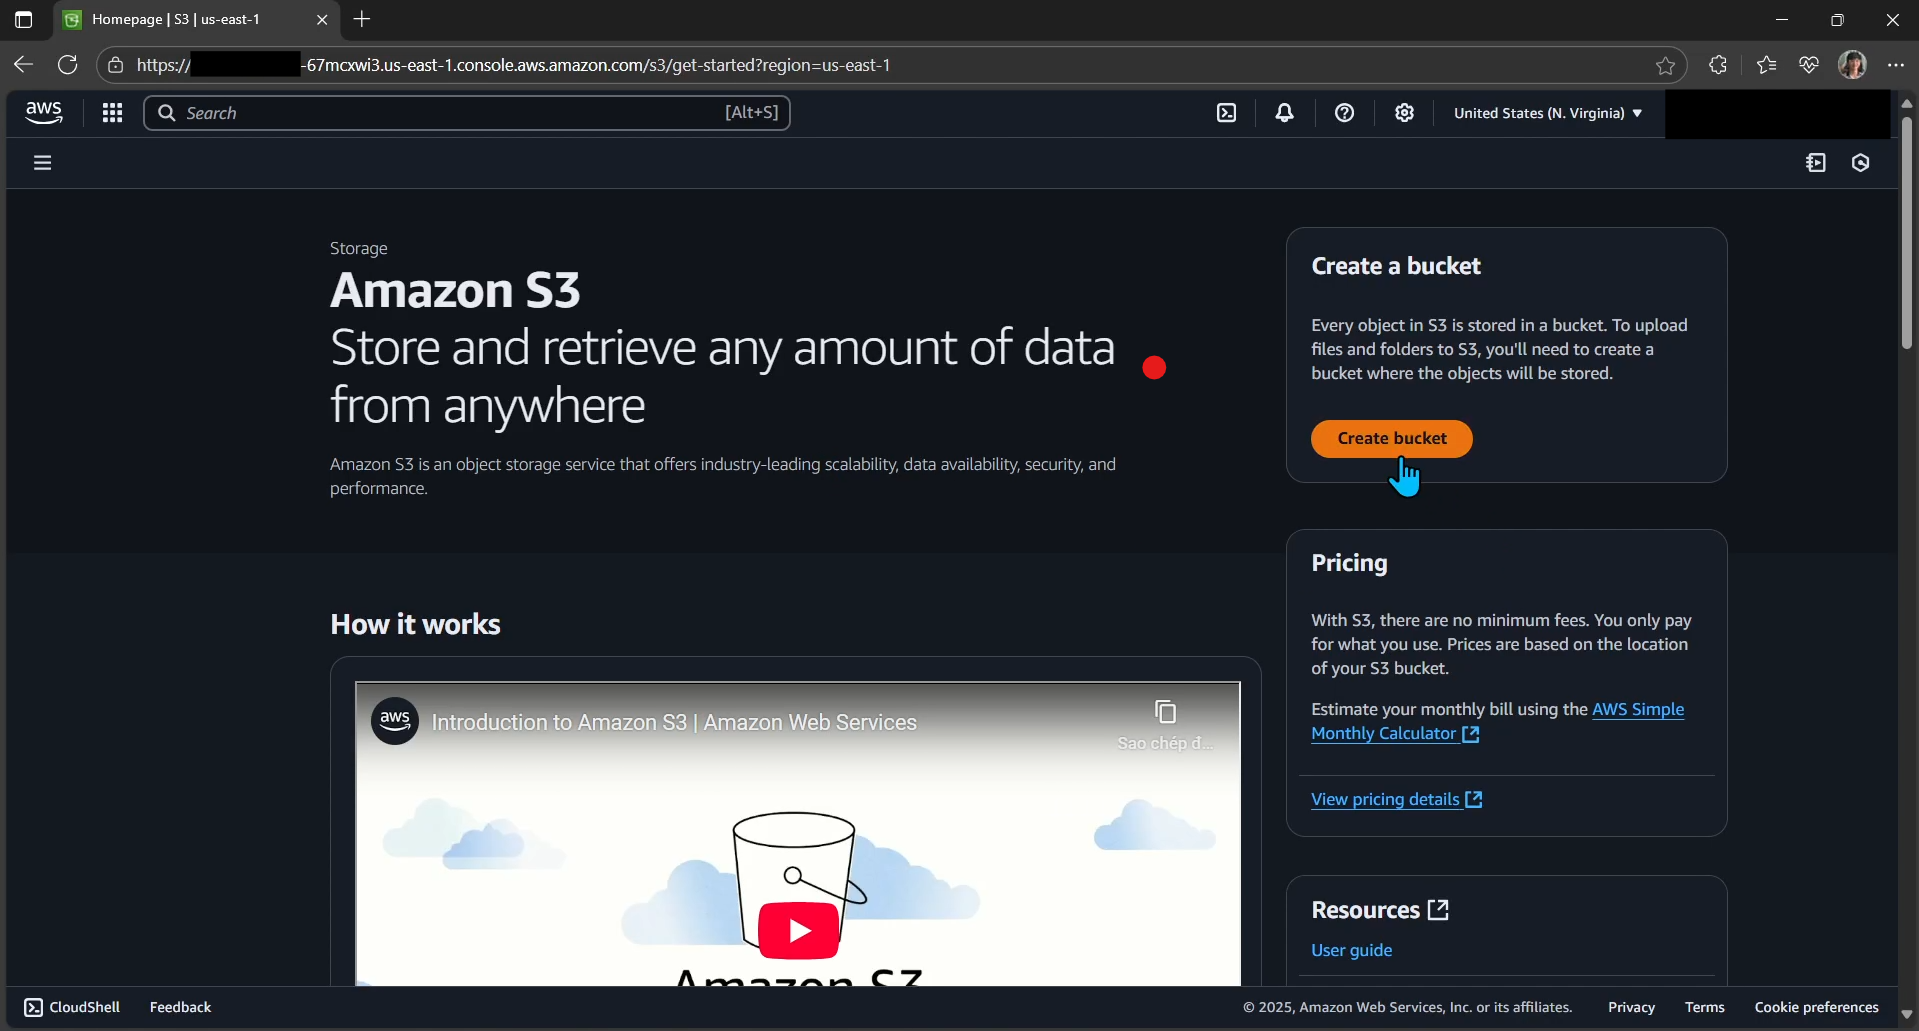 Homepage | S3 | us-east-1
https://
-67mcxwi3.us-east-1.console.aws.amazon.com/s3/get-started?region=us-east-1
aws
Search
[Alt+S]
United States (N. Virginia)
Storage
Amazon S3
Store and retrieve any amount of data
from anywhere
Amazon S3 is an object storage service that offers industry-leading scalability, data availability, security, and
performance.
Create a bucket
Every object in S3 is stored in a bucket. To upload
files and folders to S3, you'll need to create a
bucket where the objects will be stored.
Create bucket
Pricing
With S3, there are no minimum fees. You only pay
for what you use. Prices are based on the location
of your S3 bucket.
Estimate your monthly bill using the AWS Simple
Monthly Calculator
View pricing details
How it works
aws
Introduction to Amazon S3 | Amazon Web Services
Sao chép đ...
Amazon S3
Resources
User guide
CloudShell
Feedback
© 2025, Amazon Web Services, Inc. or its affiliates.
Privacy
Terms
Cookie preferences